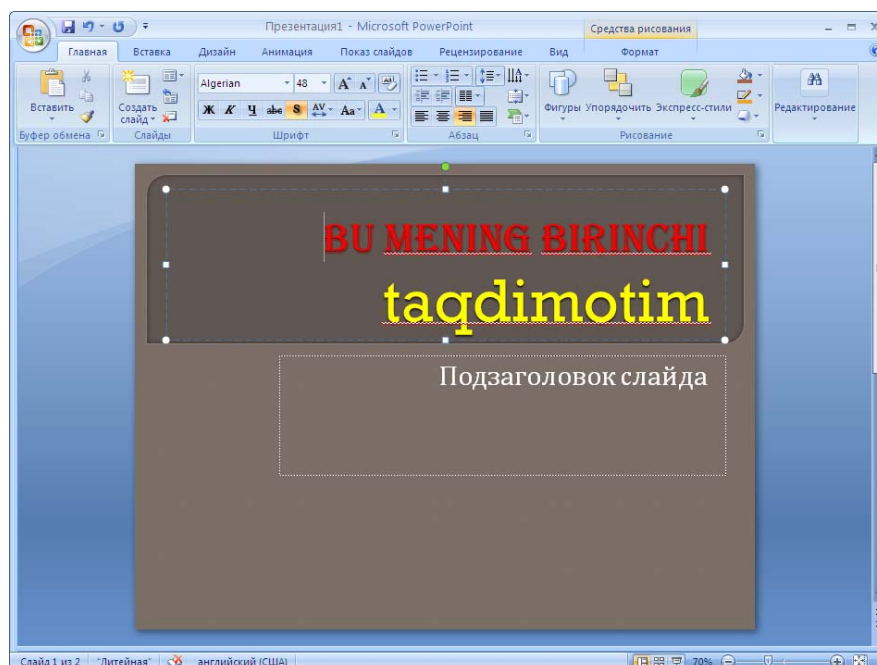 Презентация1 - Microsoft PowerPoint
Средства рисования
Главная Вставка Дизайн Анимация Показ слайдов Рецензирование Вид Формат
Algerian 48
Вставить
Создать слайд
Ж К Ч abc S AV Aa A
Фигуры Упорядочить Экспресс-стили
Редактирование
Буфер обмена Слайды Шрифт Абзац Рисование
BU MENING BIRINCHI
taqdimotim
Подзаголовок слайда
Слайд 1 из 2 "Литейная" английский (США) 70%